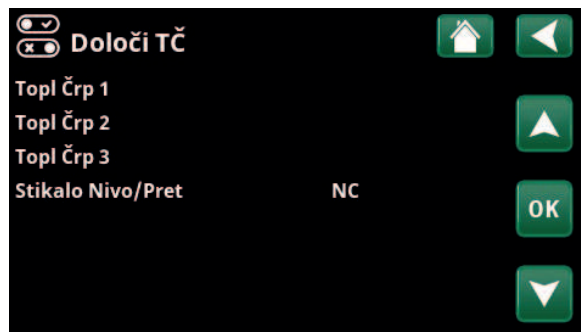 Določi TČ
Topl Črp 1
Topl Črp 2
Topl Črp 3
Stikalo Nivo/Pret NC
OK